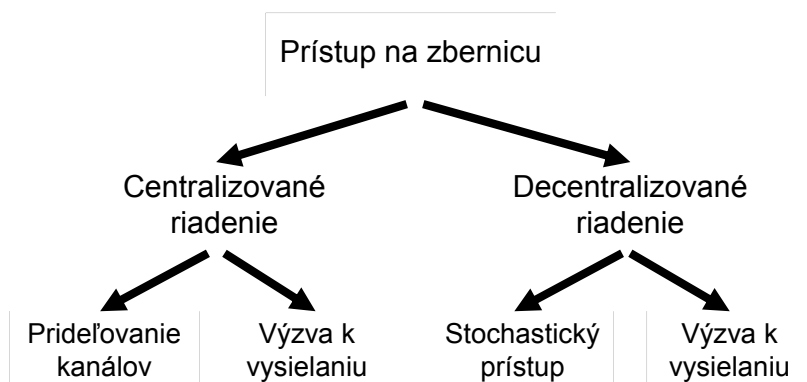 Prístup na zbernicu
Centralizované
riadenie
Decentralizované
riadenie
Prideľovanie
kanálov
Výzva k
vysielaniu
Stochastický
prístup
Výzva k
vysielaniu